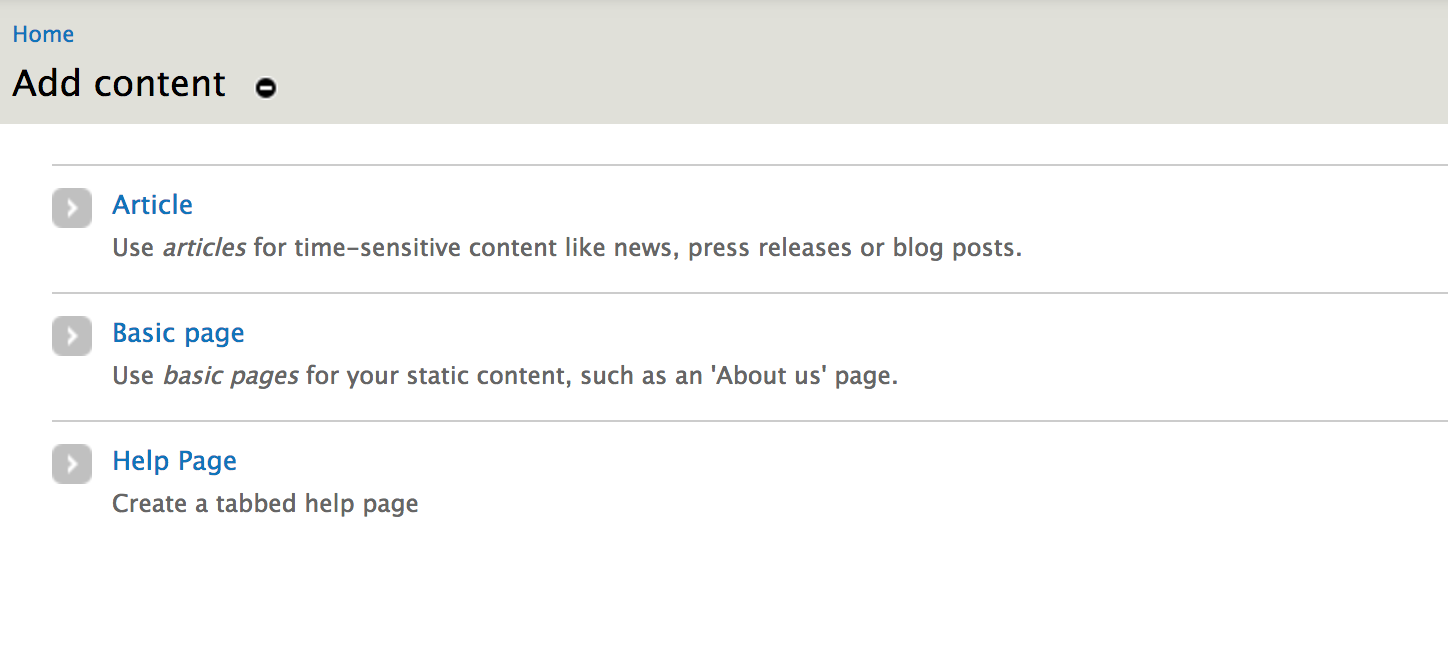 Home
Add content
Article
Use articles for time-sensitive content like news, press releases or blog posts.
Basic page
Use basic pages for your static content, such as an 'About us' page.
Help Page
Create a tabbed help page